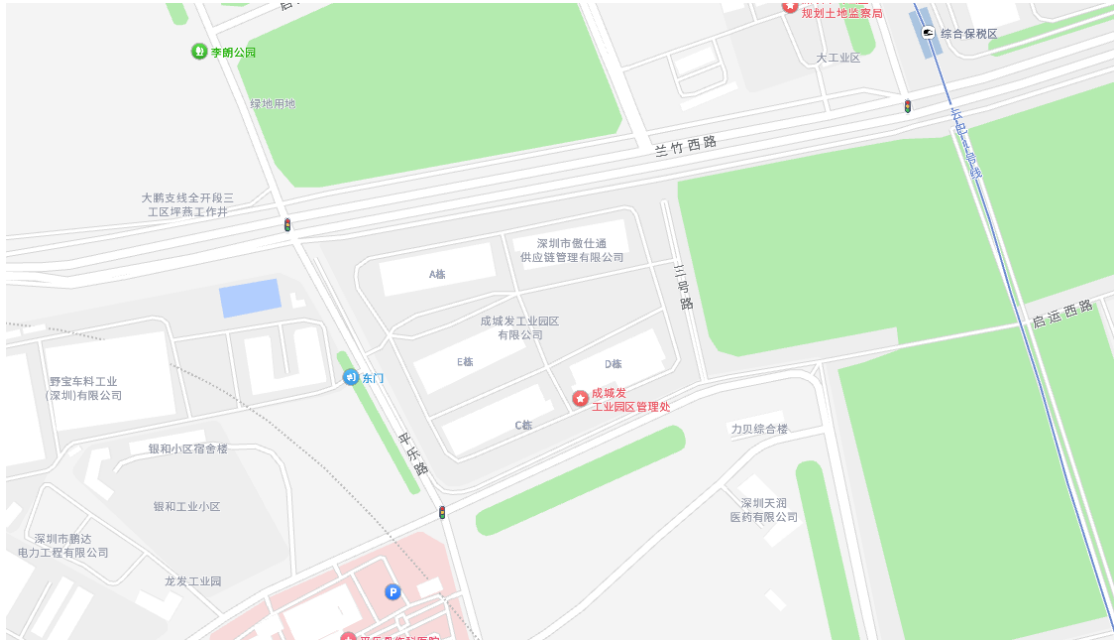 规划土地监察局
综合保税区
李朗公园
大工业区
绿地用地
兰竹西路
大鹏支线全开段三
工区坪燕工作井
深圳市傲仕通
供应链管理有限公司
A栋
启运西路
成城发工业园区
有限公司
E栋
D栋
野宝车料工业
(深圳)有限公司
东门
成城发
工业园区管理处
C栋
力贝综合楼
平乐路
银和小区宿舍楼
银和工业小区
深圳天润
医药有限公司
深圳市鹏达
电力工程有限公司
龙发工业园
P